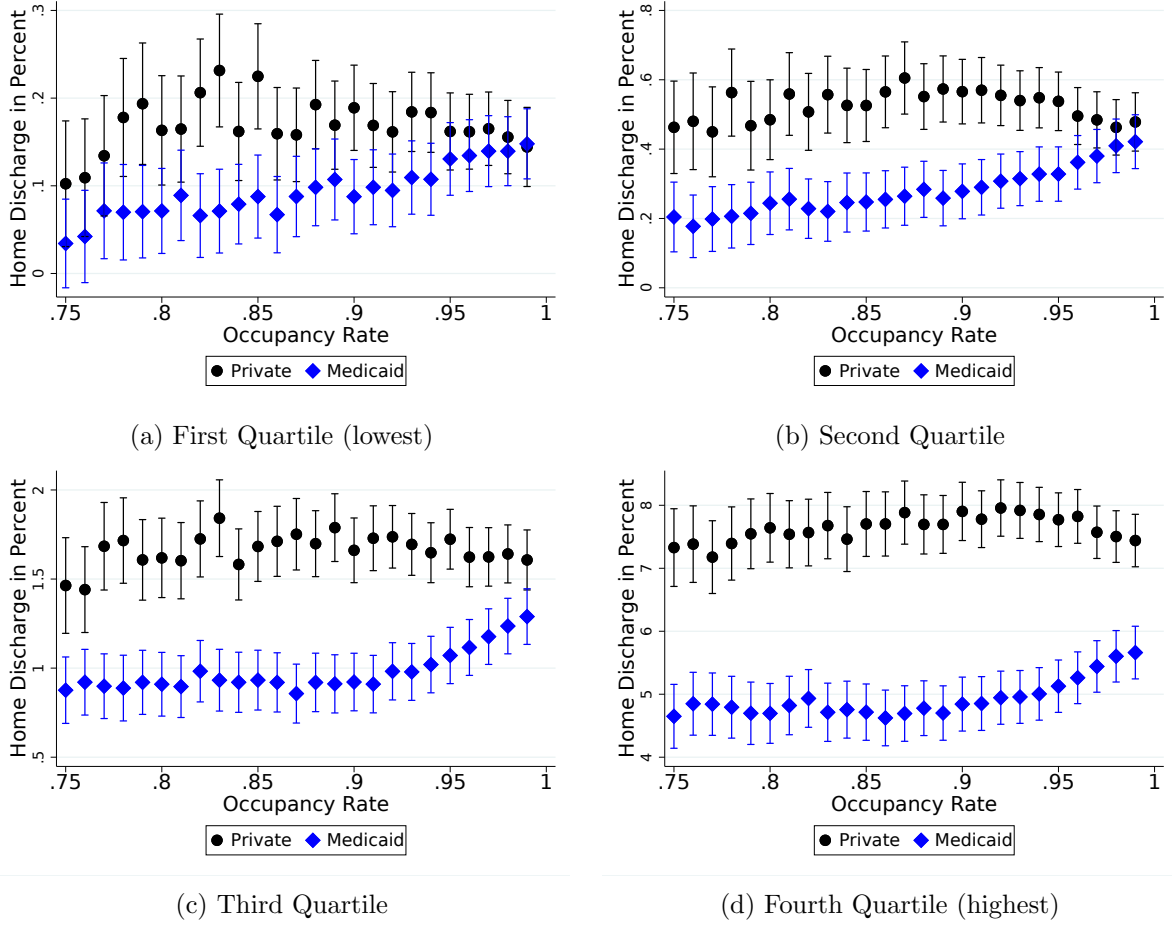 Home Discharge in Percent
.3
.2
.1
0
.75 .8 .85 .9 .95 1
Occupancy Rate
Private Medicaid
(a) First Quartile (lowest)
Home Discharge in Percent
.8
.6
.4
.2
0
.75 .8 .85 .9 .95 1
Occupancy Rate
Private Medicaid
(b) Second Quartile
Home Discharge in Percent
2
1.5
1
.5
.75 .8 .85 .9 .95 1
Occupancy Rate
Private Medicaid
(c) Third Quartile
Home Discharge in Percent
8
7
6
5
4
.75 .8 .85 .9 .95 1
Occupancy Rate
Private Medicaid
(d) Fourth Quartile (highest)